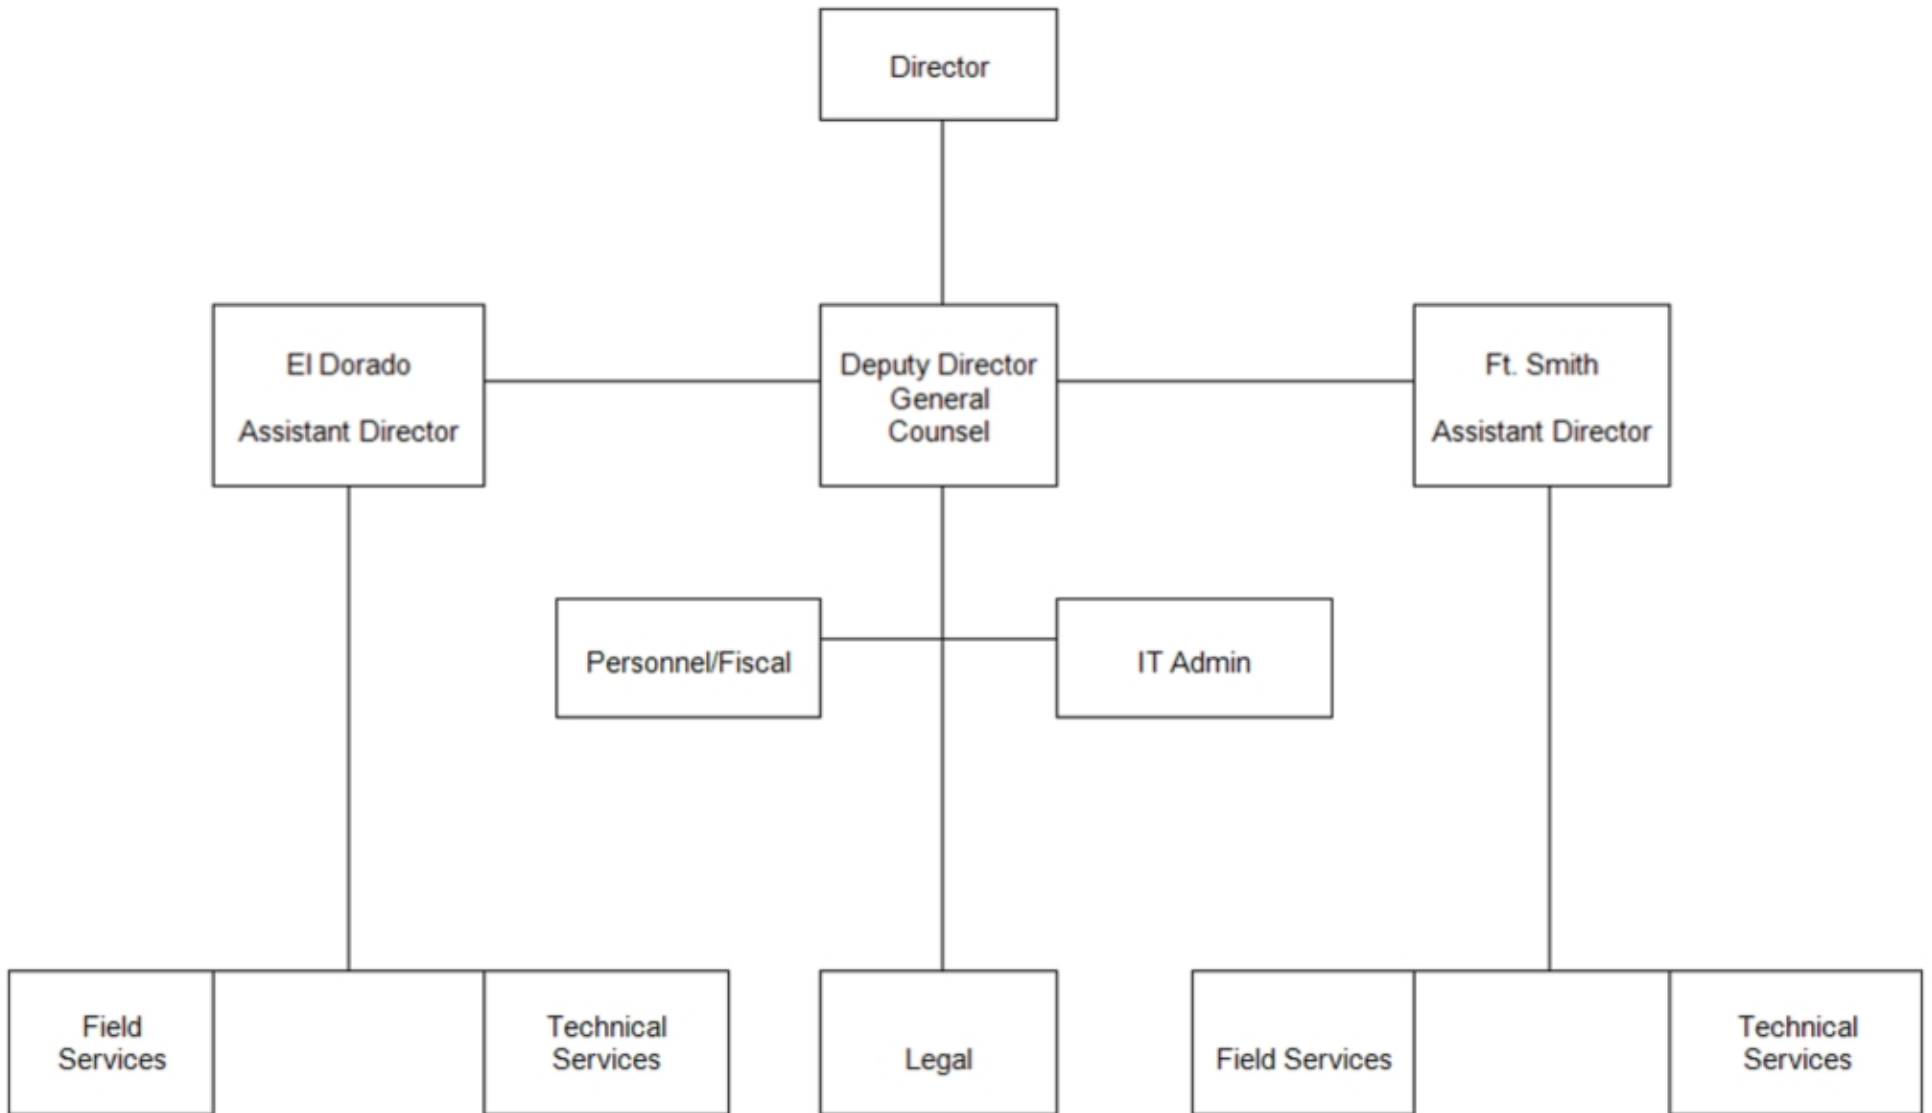 Director
El Dorado
Assistant Director
Deputy Director
General
Counsel
Ft. Smith
Assistant Director
Personnel/Fiscal
IT Admin
Field
Services
Technical
Services
Legal
Field Services
Technical
Services